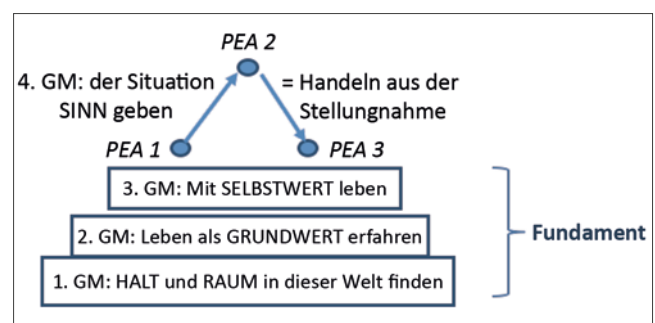 PEA 2
4. GM: der Situation
SINN geben
= Handeln aus der
Stellungnahme
PEA 1
PEA 3
3. GM: Mit SELBSTWERT leben
2. GM: Leben als GRUNDWERT erfahren
1. GM: HALT und RAUM in dieser Welt finden
Fundament